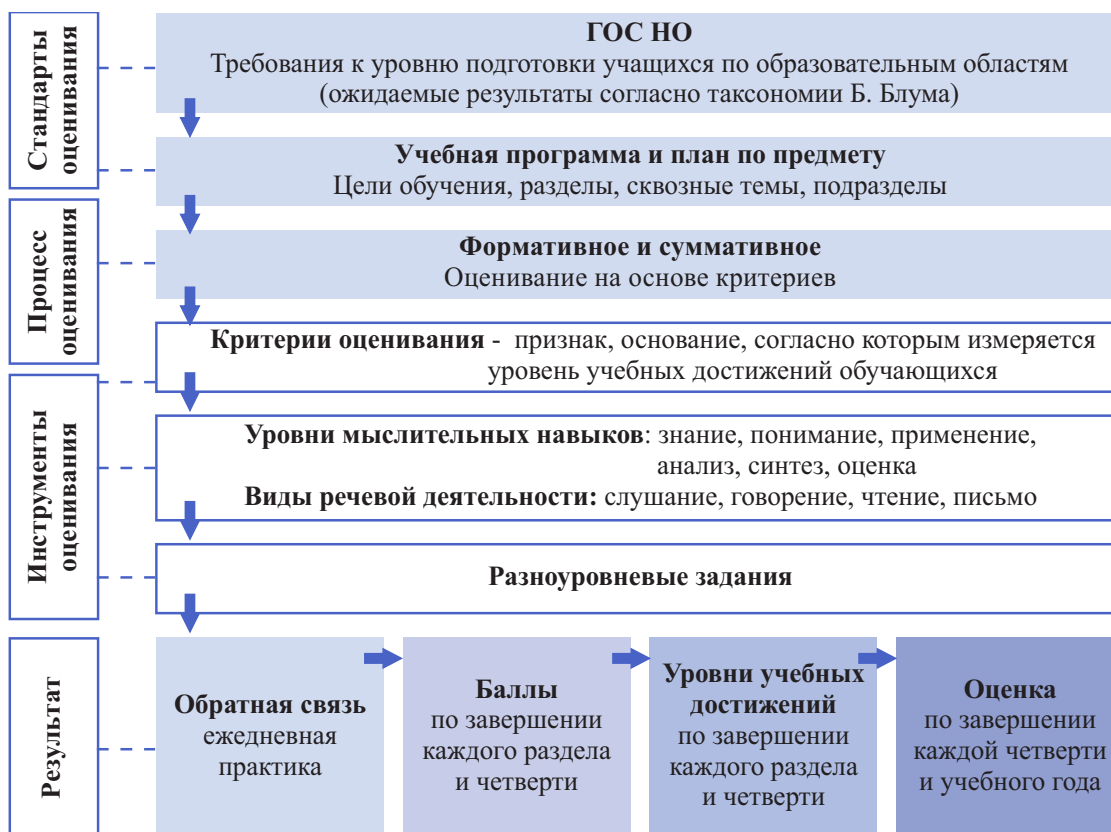 Стандарты
оценивания
ГОС НО
Требования к уровню подготовки учащихся по образовательным областям
(ожидаемые результаты согласно таксономии Б. Блума)
Учебная программа и план по предмету
Цели обучения, разделы, сквозные темы, подразделы
Процесс
оценивания
Формативное и суммативное
Оценивание на основе критериев
Критерии оценивания - признак, основание, согласно которым измеряется
уровень учебных достижений обучающихся
Инструменты
оценивания
Уровни мыслительных навыков: знание, понимание, применение,
анализ, синтез, оценка
Виды речевой деятельности: слушание, говорение, чтение, письмо
Разноуровневые задания
Результат
Обратная связь
ежедневная
практика
Баллы
по завершении
каждого раздела
и четверти
Уровни учебных
достижений
по завершении
каждого раздела
и четверти
Оценка
по завершении
каждой четверти
и учебного года